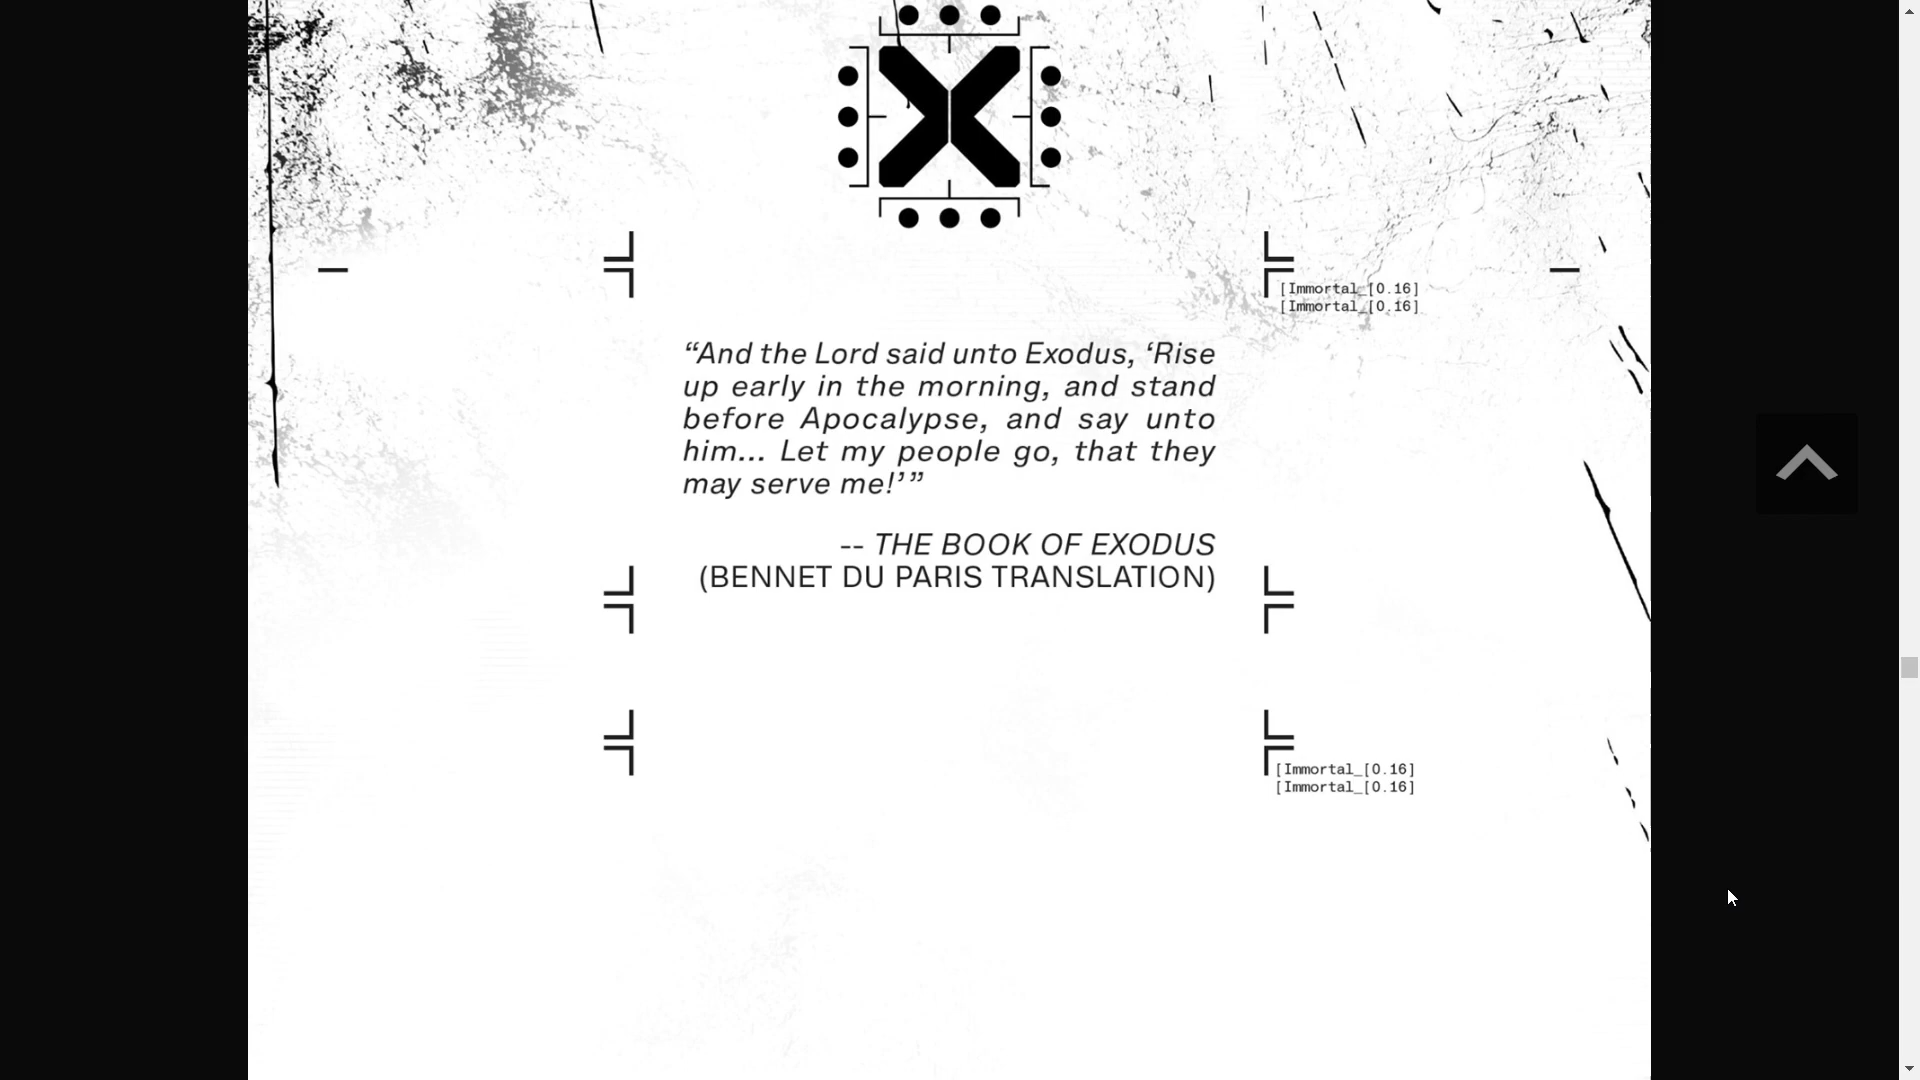 [Immortal_[0.16]
[Immortal_[0.16]
“And the Lord said unto Exodus, ‘Rise
up early in the morning, and stand
before Apocalypse, and say unto
him... Let my people go, that they
may serve me!’”
-- THE BOOK OF EXODUS
(BENNET DU PARIS TRANSLATION)
[Immortal_[0.16]
[Immortal_[0.16]